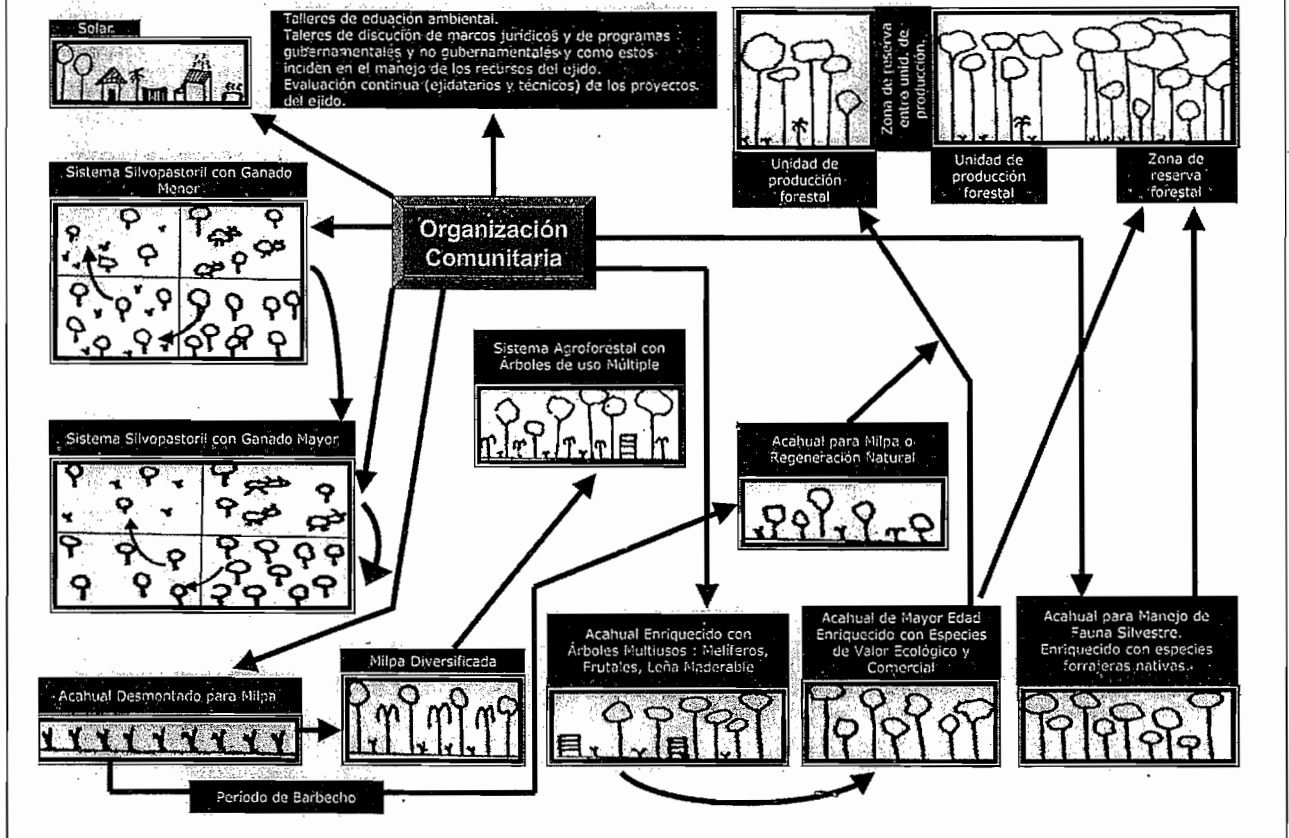 Solar.
Talleres de eduación ambiental.
Talleres de discución de marcos jurídicos y de programas
gubernamentales y no gubernamentales y como estos
inciden en el manejo de los recursos del ejido.
Evaluación continua (ejidatarios y técnicos) de los proyectos
del ejido.
Zona de reserva
entre unid. de
producción.
Unidad de
producción
forestal
Unidad de
producción
forestal
Zona de
reserva
forestal
Sistema Silvopastoril con Ganado
Menor
Organización
Comunitaria
Sistema Agroforestal con
Árboles de uso Múltiple
Sistema Silvopastoril con Ganado Mayor
Acahual para Milpa o
Regeneración Natural
Acahual Desmontado para Milpa
Milpa Diversificada
Acahual Enriquecido con
Árboles Multiusos : Melíferos,
Frutales, Leña Maderable
Acahual de Mayor Edad
Enriquecido con Especies
de Valor Ecológico y
Comercial
Acahual para Manejo de
Fauna Silvestre.
Enriquecido con especies
forrajeras nativas.
Período de Barbecho